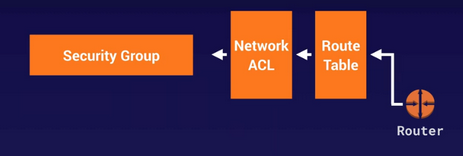 Security Group
Network
ACL
Route
Table
Router